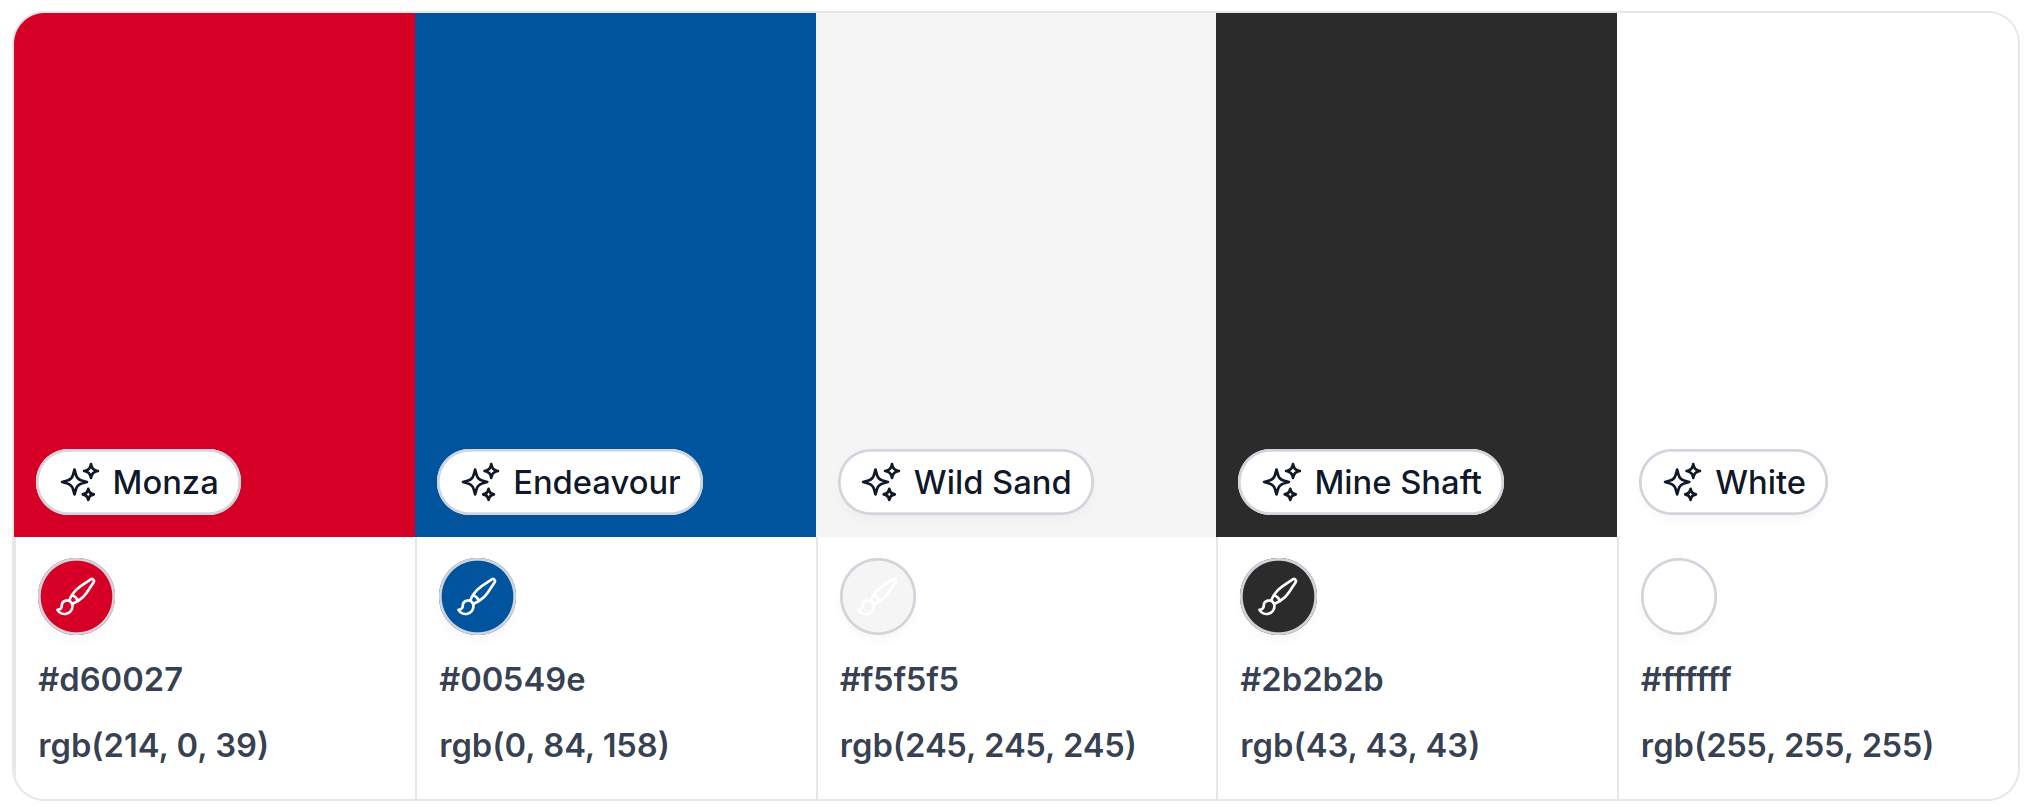 Monza
Endeavour
Wild Sand
Mine Shaft
White
#d60027
#00549e
#f5f5f5
#2b2b2b
#ffffff
rgb(214, 0, 39)
rgb(0, 84, 158)
rgb(245, 245, 245)
rgb(43, 43, 43)
rgb(255, 255, 255)